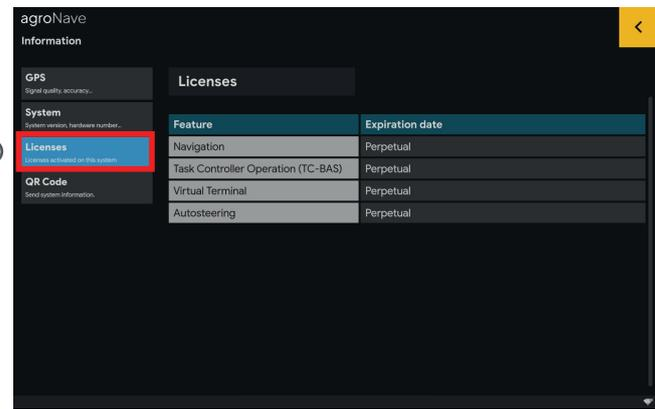 agroNave
Information
GPS
Signal quality, accuracy...
System
System version, hardware number...
Licenses
Licenses activated on this system
QR Code
Send system information.
Licenses
Feature Expiration date
Navigation Perpetual
Task Controller Operation (TC-BAS) Perpetual
Virtual Terminal Perpetual
Autosteering Perpetual